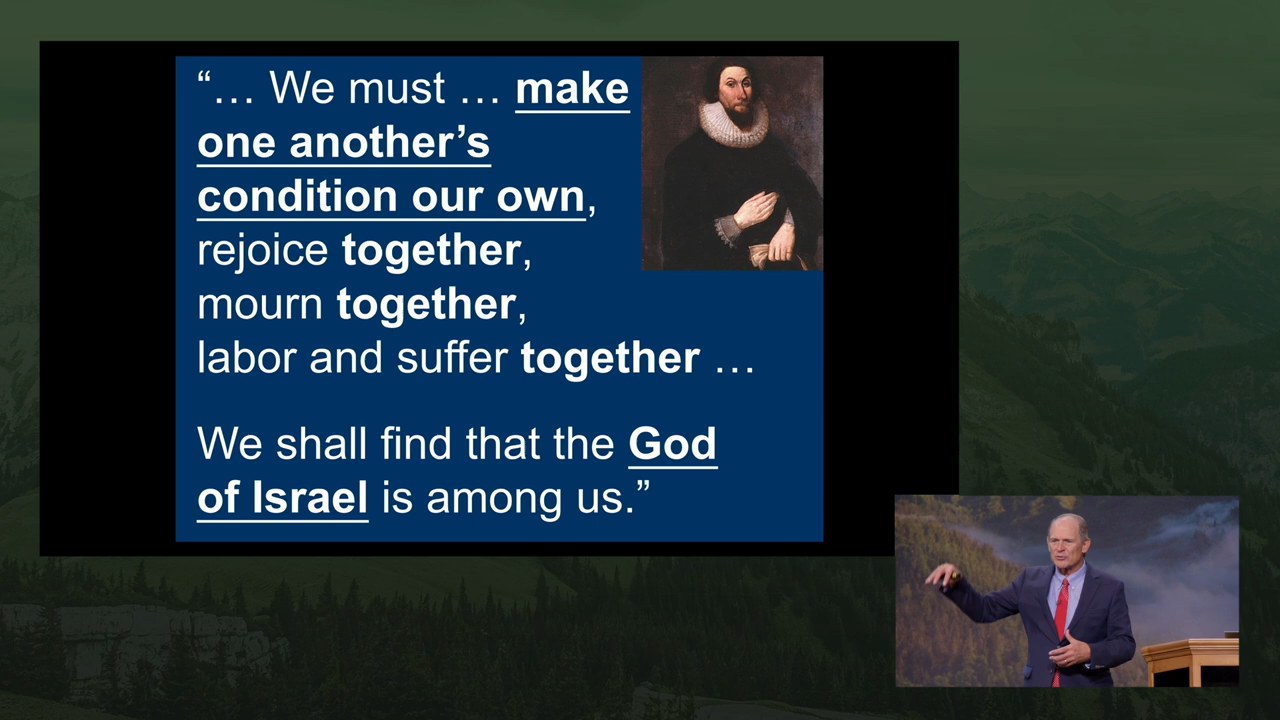 “… We must … make
one another’s
condition our own,
rejoice together,
mourn together,
labor and suffer together …
We shall find that the God
of Israel is among us.”